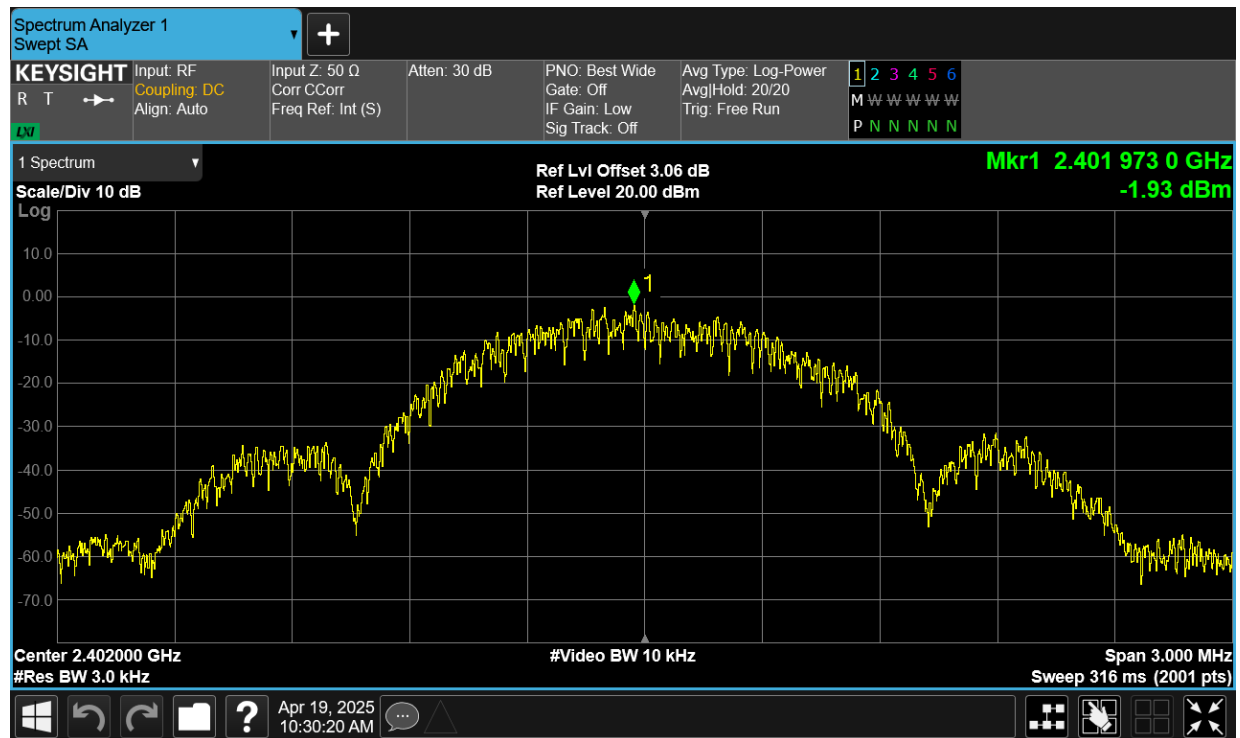 Spectrum Analyzer 1
Swept SA
+
KEYSIGHT
R T
LXI
Input: RF
Coupling: DC
Align: Auto
Input Z: 50 Ω
Corr CCorr
Freq Ref: Int (S)
Atten: 30 dB
PNO: Best Wide
Gate: Off
IF Gain: Low
Sig Track: Off
Avg Type: Log-Power
Avg|Hold: 20/20
Trig: Free Run
1 2 3 4 5 6
M W W W W W W
P N N N N N N
1 Spectrum
Scale/Div 10 dB
Log
Ref Lvl Offset 3.06 dB
Ref Level 20.00 dBm
Mkr1 2.401 973 0 GHz
-1.93 dBm
1
10.0
0.00
-10.0
-20.0
-30.0
-40.0
-50.0
-60.0
-70.0
Center 2.402000 GHz
#Res BW 3.0 kHz
#Video BW 10 kHz
Span 3.000 MHz
Sweep 316 ms (2001 pts)
?
Apr 19, 2025
10:30:20 AM